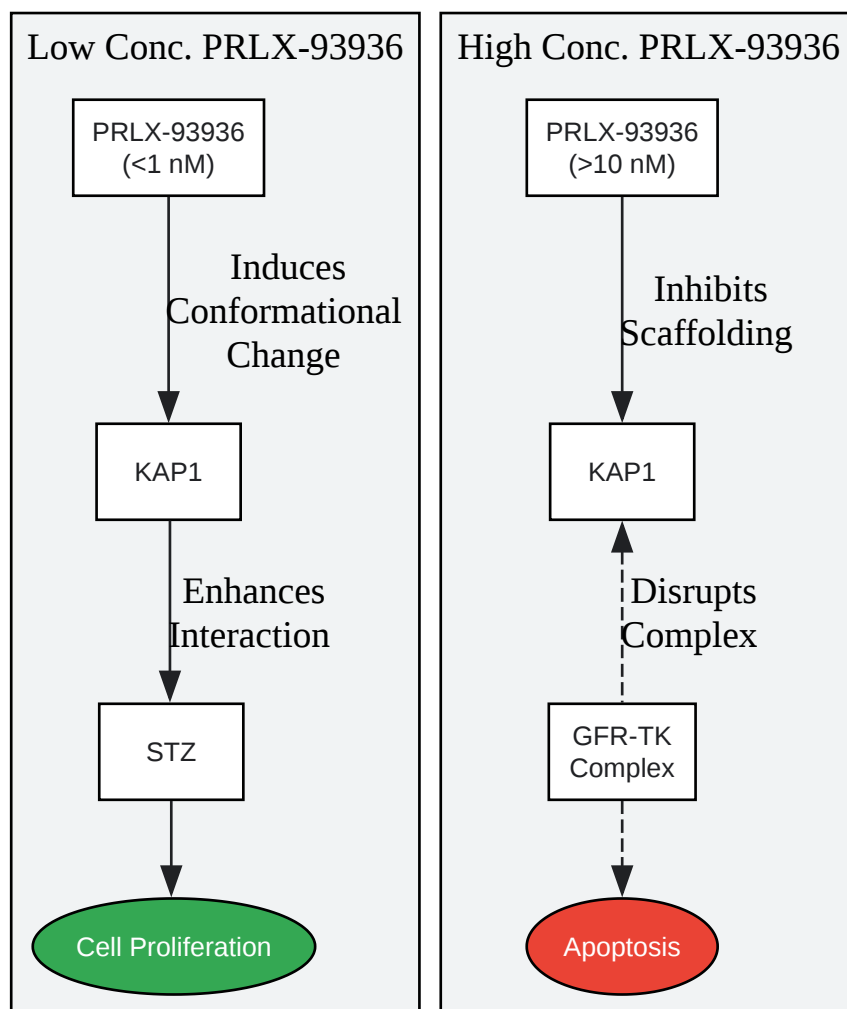 Low Conc. PRLX-93936
PRLX-93936
(<1 nM)
Induces
Conformational
Change
KAP1
Enhances
Interaction
STZ
Cell Proliferation
High Conc. PRLX-93936
PRLX-93936
(>10 nM)
Inhibits
Scaffolding
KAP1
Disrupts
Complex
GFR-TK
Complex
Apoptosis